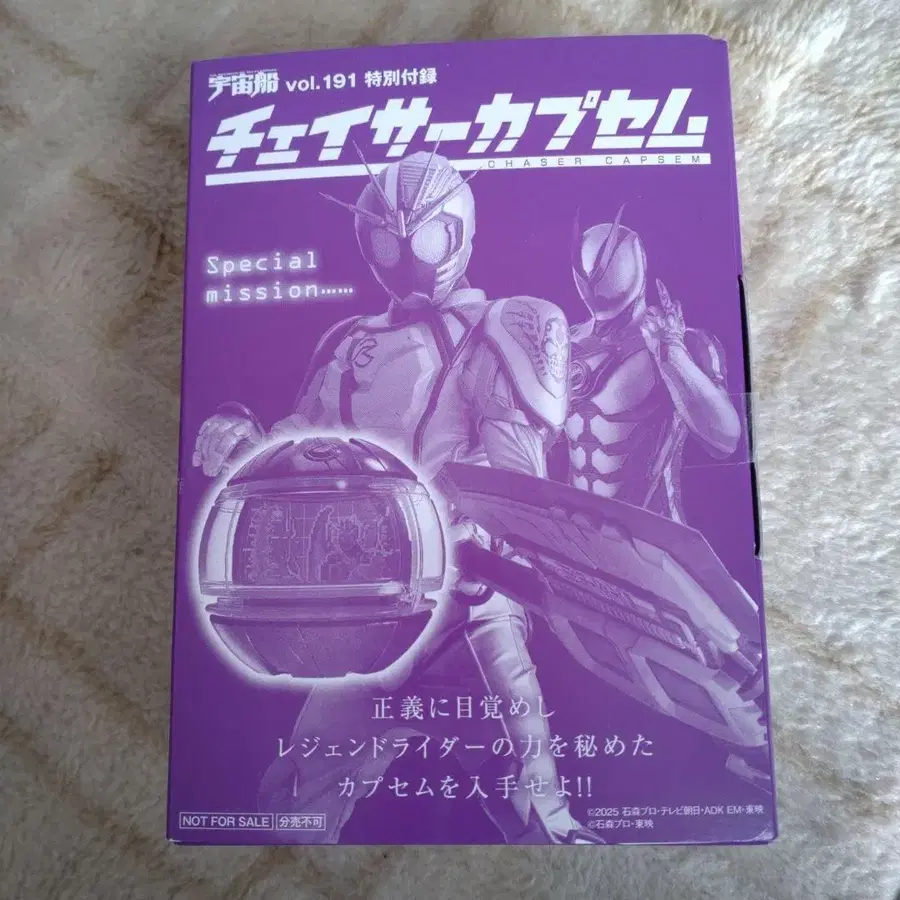 宇宙船 vol.191 特別付録
チェイサーカプセム
CHASER CAPSEM
Special
mission……
正義に目覚めし
レジェンドライダーの力を秘めた
カプセムを入手せよ!!
NOT FOR SALE 分売不可
©2025 石森プロ・テレビ朝日・ADK EM・東映
©石森プロ・東映